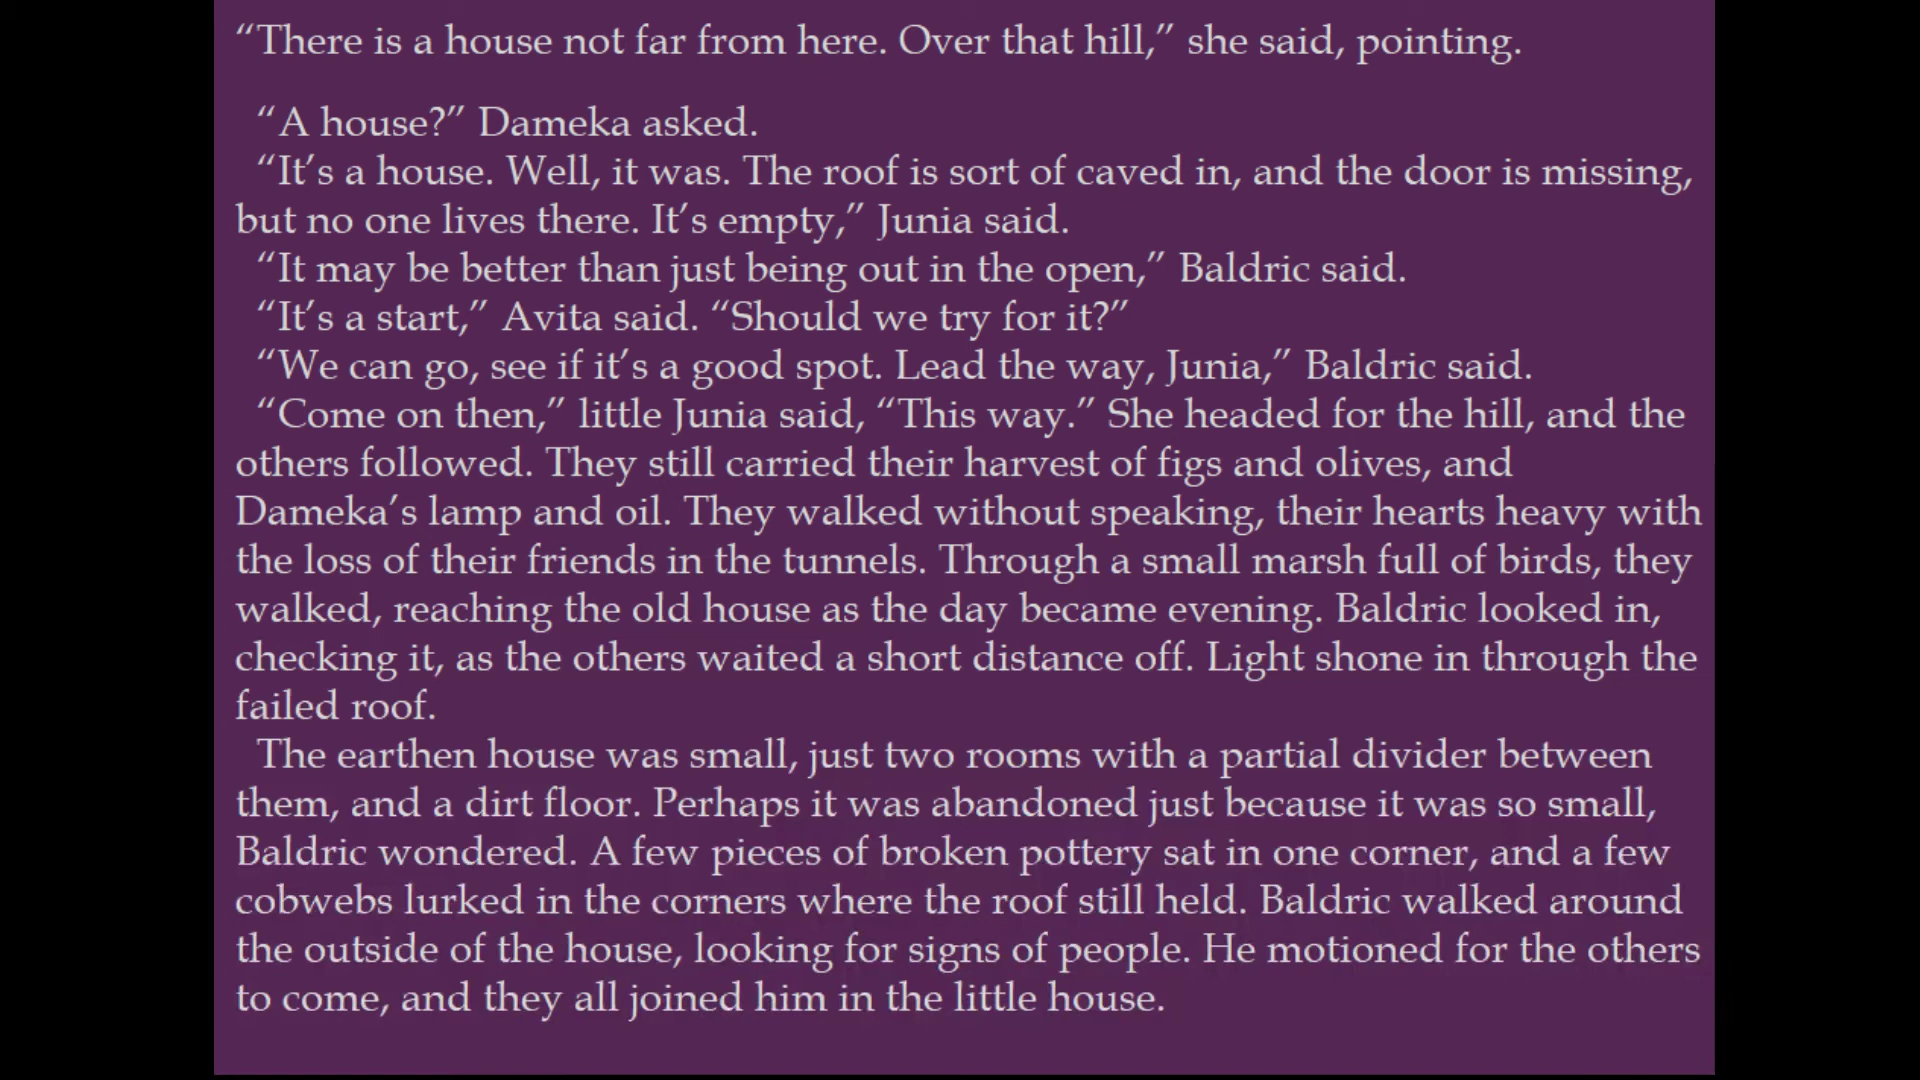 “There is a house not far from here. Over that hill,” she said, pointing.
“A house?” Dameka asked.
“It’s a house. Well, it was. The roof is sort of caved in, and the door is missing,
but no one lives there. It’s empty,” Junia said.
“It may be better than just being out in the open,” Baldric said.
“It’s a start,” Avita said. “Should we try for it?”
“We can go, see if it’s a good spot. Lead the way, Junia,” Baldric said.
“Come on then,” little Junia said, “This way.” She headed for the hill, and the
others followed. They still carried their harvest of figs and olives, and
Dameka’s lamp and oil. They walked without speaking, their hearts heavy with
the loss of their friends in the tunnels. Through a small marsh full of birds, they
walked, reaching the old house as the day became evening. Baldric looked in,
checking it, as the others waited a short distance off. Light shone in through the
failed roof.
The earthen house was small, just two rooms with a partial divider between
them, and a dirt floor. Perhaps it was abandoned just because it was so small,
Baldric wondered. A few pieces of broken pottery sat in one corner, and a few
cobwebs lurked in the corners where the roof still held. Baldric walked around
the outside of the house, looking for signs of people. He motioned for the others
to come, and they all joined him in the little house.